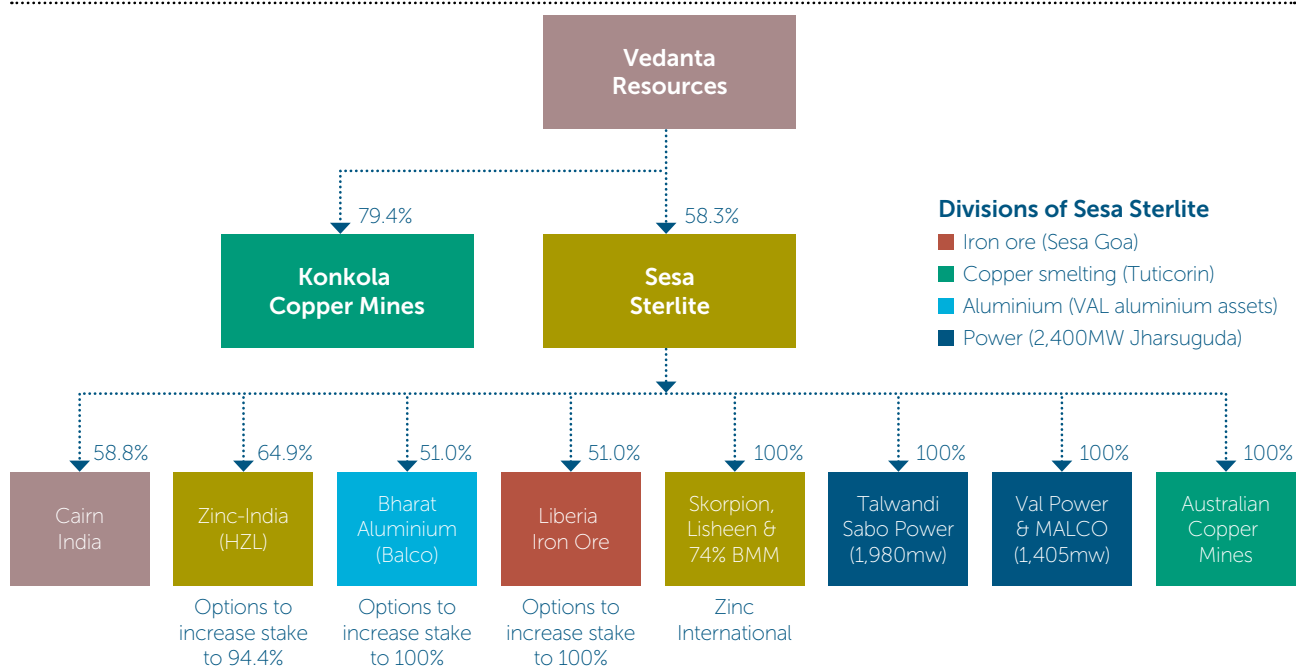 Vedanta
Resources
79.4%
58.3%
Konkola
Copper Mines
Sesa
Sterlite
Divisions of Sesa Sterlite
Iron ore (Sesa Goa)
Copper smelting (Tuticorin)
Aluminium (VAL aluminium assets)
Power (2,400MW Jharsuguda)
58.8%
64.9%
51.0%
51.0%
100%
100%
100%
100%
Cairn
India
Zinc-India
(HZL)
Bharat
Aluminium
(Balco)
Liberia
Iron Ore
Skorpion,
Lisheen &
74% BMM
Talwandi
Sabo Power
(1,980mw)
Val Power
& MALCO
(1,405mw)
Australian
Copper
Mines
Options to
increase stake
to 94.4%
Options to
increase stake
to 100%
Options to
increase stake
to 100%
Zinc
International